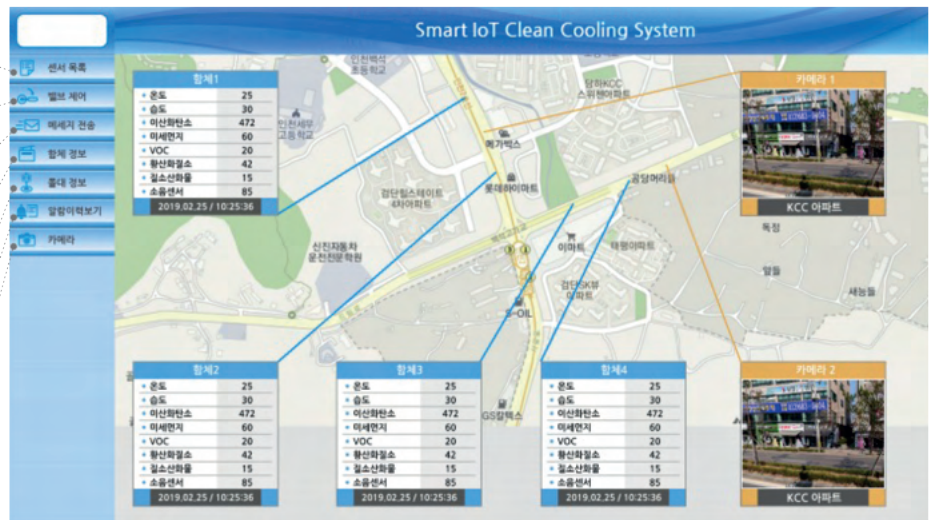 Smart IoT Clean Cooling System
센서 목록
밸브 제어
메세지 전송
함체 정보
폴대 정보
알람이력보기
카메라
함체1
온도 25
습도 30
이산화탄소 472
미세먼지 60
VOC 20
황산화질소 42
질소산화물 15
소음센서 85
2019.02.25 / 10:25:36
인천백석
초등학교
인천세무
고등학교
당하KCC
스위첸아파트
메가박스
롯데하이마트
검단힐스테이트
4차아파트
곰달머리길
신진자동차
운전전문학원
이마트
태평아파트
검단SK뷰
아파트
S-OIL
독점
알들
새능들
GS칼텍스
카메라 1
KCC 아파트
함체2
온도 25
습도 30
이산화탄소 472
미세먼지 60
VOC 20
황산화질소 42
질소산화물 15
소음센서 85
2019.02.25 / 10:25:36
함체3
온도 25
습도 30
이산화탄소 472
미세먼지 60
VOC 20
황산화질소 42
질소산화물 15
소음센서 85
2019.02.25 / 10:25:36
함체4
온도 25
습도 30
이산화탄소 472
미세먼지 60
VOC 20
황산화질소 42
질소산화물 15
소음센서 85
2019.02.25 / 10:25:36
카메라 2
KCC 아파트